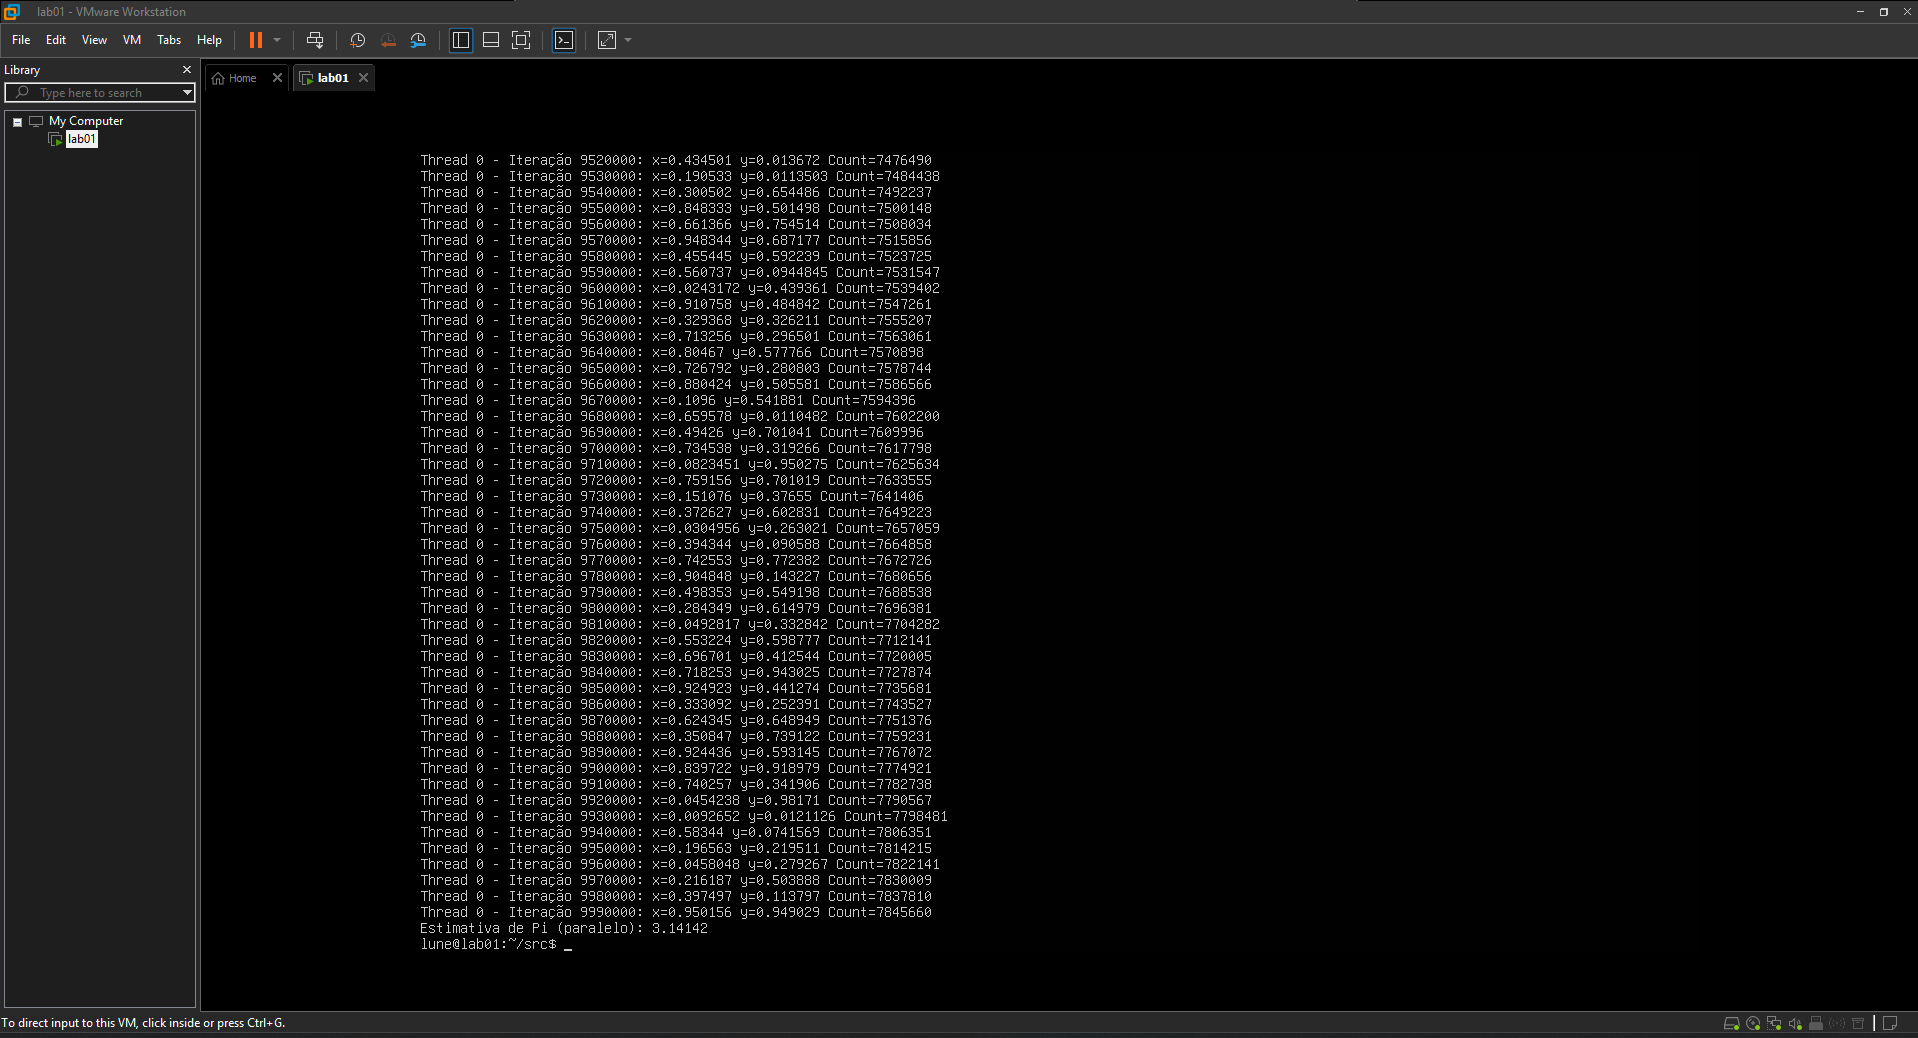 lab01 - VMware Workstation
File Edit View VM Tabs Help
Library
Type here to search
My Computer
lab01
Home
lab01
Thread 0 - Iteração 9520000: x=0.434501 y=0.013672 Count=7476490
Thread 0 - Iteração 9530000: x=0.190533 y=0.0113503 Count=7484438
Thread 0 - Iteração 9540000: x=0.300502 y=0.654486 Count=7492237
Thread 0 - Iteração 9550000: x=0.848333 y=0.501498 Count=7500148
Thread 0 - Iteração 9560000: x=0.661366 y=0.754514 Count=7508034
Thread 0 - Iteração 9570000: x=0.948344 y=0.687177 Count=7515856
Thread 0 - Iteração 9580000: x=0.455445 y=0.592239 Count=7523725
Thread 0 - Iteração 9590000: x=0.560737 y=0.0944845 Count=7531547
Thread 0 - Iteração 9600000: x=0.0243172 y=0.439361 Count=7539402
Thread 0 - Iteração 9610000: x=0.910758 y=0.484842 Count=7547261
Thread 0 - Iteração 9620000: x=0.329368 y=0.326211 Count=7555207
Thread 0 - Iteração 9630000: x=0.713256 y=0.296501 Count=7563061
Thread 0 - Iteração 9640000: x=0.80467 y=0.577766 Count=7570898
Thread 0 - Iteração 9650000: x=0.726792 y=0.280803 Count=7578744
Thread 0 - Iteração 9660000: x=0.880424 y=0.505581 Count=7586566
Thread 0 - Iteração 9670000: x=0.1096 y=0.541881 Count=7594396
Thread 0 - Iteração 9680000: x=0.659578 y=0.0110482 Count=7602200
Thread 0 - Iteração 9690000: x=0.49426 y=0.701041 Count=7609996
Thread 0 - Iteração 9700000: x=0.734538 y=0.319266 Count=7617798
Thread 0 - Iteração 9710000: x=0.0823451 y=0.950275 Count=7625634
Thread 0 - Iteração 9720000: x=0.759156 y=0.701019 Count=7633555
Thread 0 - Iteração 9730000: x=0.151076 y=0.37655 Count=7641406
Thread 0 - Iteração 9740000: x=0.372627 y=0.602831 Count=7649223
Thread 0 - Iteração 9750000: x=0.0304956 y=0.263021 Count=7657059
Thread 0 - Iteração 9760000: x=0.394344 y=0.090588 Count=7664858
Thread 0 - Iteração 9770000: x=0.742553 y=0.772382 Count=7672726
Thread 0 - Iteração 9780000: x=0.904848 y=0.143227 Count=7680656
Thread 0 - Iteração 9790000: x=0.498353 y=0.549198 Count=7688538
Thread 0 - Iteração 9800000: x=0.284349 y=0.614979 Count=7696381
Thread 0 - Iteração 9810000: x=0.0492817 y=0.332842 Count=7704282
Thread 0 - Iteração 9820000: x=0.553224 y=0.598777 Count=7712141
Thread 0 - Iteração 9830000: x=0.696701 y=0.412544 Count=7720005
Thread 0 - Iteração 9840000: x=0.718253 y=0.943025 Count=7727874
Thread 0 - Iteração 9850000: x=0.924923 y=0.441274 Count=7735681
Thread 0 - Iteração 9860000: x=0.333092 y=0.252391 Count=7743527
Thread 0 - Iteração 9870000: x=0.624345 y=0.648949 Count=7751376
Thread 0 - Iteração 9880000: x=0.350847 y=0.739122 Count=7759231
Thread 0 - Iteração 9890000: x=0.924436 y=0.593145 Count=7767072
Thread 0 - Iteração 9900000: x=0.839722 y=0.918979 Count=7774921
Thread 0 - Iteração 9910000: x=0.740257 y=0.341906 Count=7782738
Thread 0 - Iteração 9920000: x=0.0454238 y=0.98171 Count=7790567
Thread 0 - Iteração 9930000: x=0.0092652 y=0.0121126 Count=7798481
Thread 0 - Iteração 9940000: x=0.58344 y=0.0741569 Count=7806351
Thread 0 - Iteração 9950000: x=0.196563 y=0.219511 Count=7814215
Thread 0 - Iteração 9960000: x=0.0458048 y=0.279267 Count=7822141
Thread 0 - Iteração 9970000: x=0.216187 y=0.503888 Count=7830009
Thread 0 - Iteração 9980000: x=0.397497 y=0.113797 Count=7837810
Thread 0 - Iteração 9990000: x=0.950156 y=0.949029 Count=7845660
Estimativa de Pi (paralelo): 3.14142
lune@lab01:~/src$ _
To direct input to this VM, click inside or press Ctrl+G.